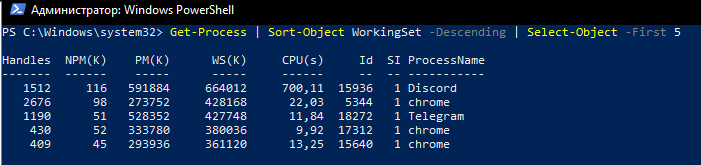 Администратор: Windows PowerShell
PS C:\Windows\system32> Get-Process | Sort-Object WorkingSet -Descending | Select-Object -First 5
Handles  NPM(K)    PM(K)      WS(K)     CPU(s)     Id  SI ProcessName
-------  ------    -----      -----     ------     --  -- -----------
   1512     116   591884     664012     700,11  15936   1 Discord
   2676      98   273752     428168      22,03   5344   1 chrome
   1190      51   528352     427748      11,84  18272   1 Telegram
    430      52   333780     380036       9,92  17312   1 chrome
    409      45   293936     361120      13,25  15640   1 chrome